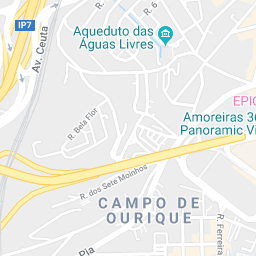 IP7
R. 6
Aqueduto das
Águas Livres
Av. Ceuta
R. Bela Flor
EPIC
Amoreiras 36
Panoramic Vi
R. dos Sete Moinhos
CAMPO DE
OURIQUE
R. Ferreira
Pia